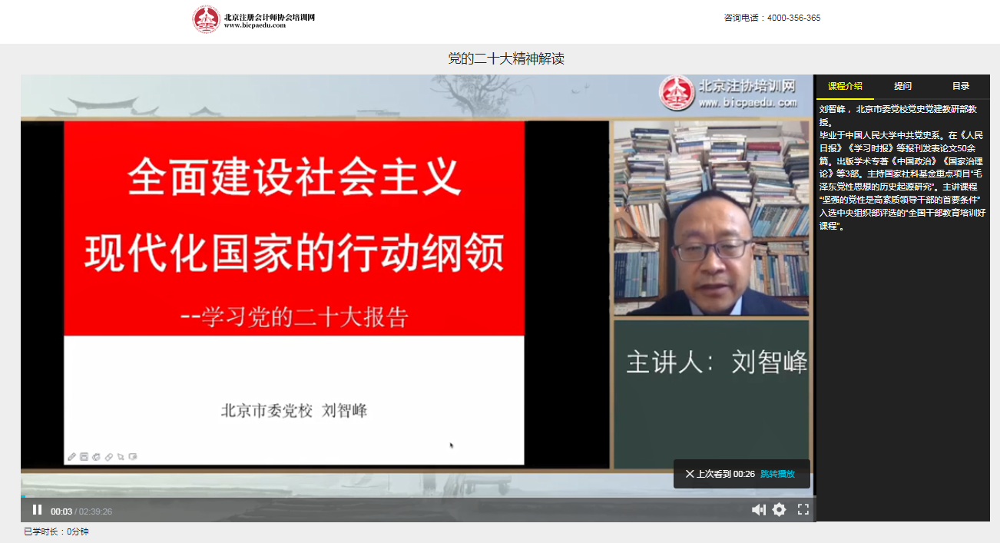 北京注册会计师协会培训网
www.bicpaedu.com
咨询电话：4000-356-365
党的二十大精神解读
北京注协培训网
www.bicpaedu.com
全面建设社会主义
现代化国家的行动纲领
--学习党的二十大报告
北京市委党校 刘智峰
主讲人：刘智峰
上次看到 00:26 跳转播放
00:03 / 02:39:26
已学时长：0分钟
课程介绍 提问 目录
刘智峰，北京市委党校党史党建教研部教
授。
毕业于中国人民大学中共党史系。在《人民
日报》《学习时报》等报刊发表论文50余
篇。出版学术专著《中国政治》《国家治理
论》等3部。主持国家社科基金重点项目“毛
泽东党性思想的历史起源研究”。主讲课程
“坚强的党性是高素质领导干部的首要条件”
入选中央组织部评选的“全国干部教育培训好
课程”。